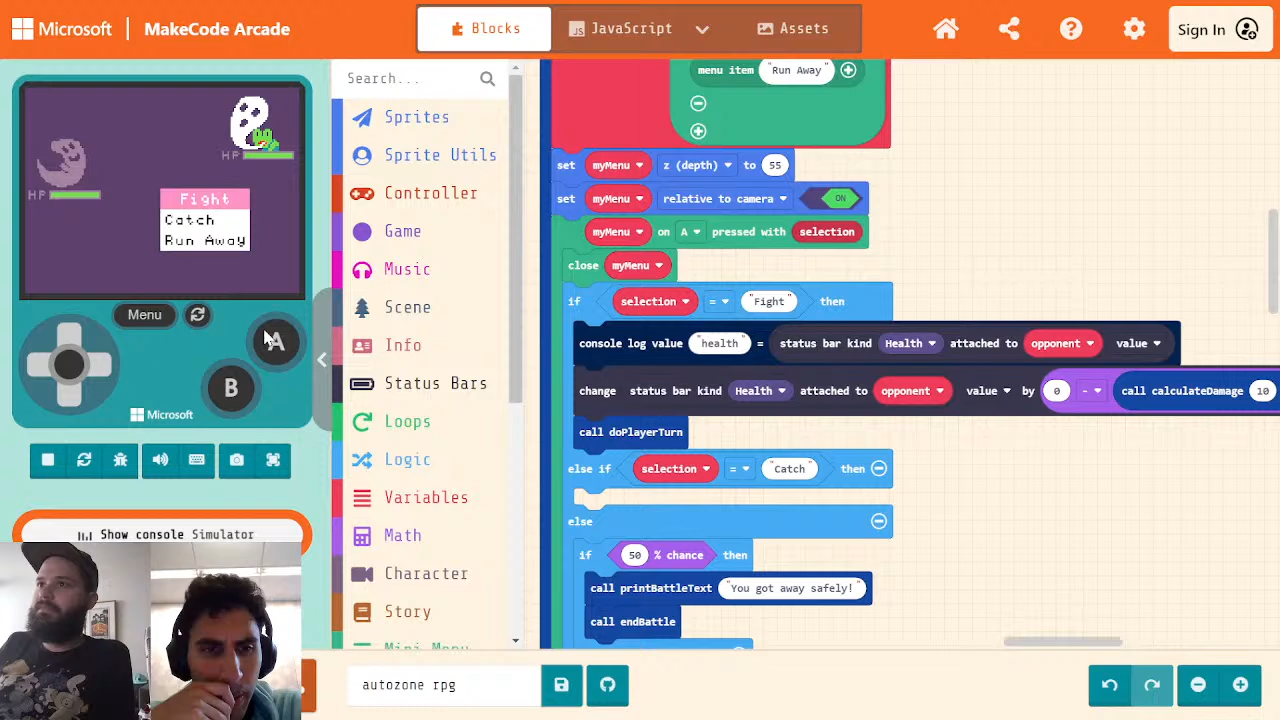 Microsoft
MakeCode Arcade
Blocks
JavaScript
Assets
Sign In
HP
HP
Fight
Catch
Run Away
Menu
A
B
Microsoft
Show console Simulator
Search...
Sprites
Sprite Utils
Controller
Game
Music
Scene
Info
Status Bars
Loops
Logic
Variables
Math
Character
Story
menu item "Run Away"
set myMenu z (depth) to 55
set myMenu relative to camera ON
myMenu on A pressed with selection
close myMenu
if selection = "Fight" then
console log value "health" = status bar kind Health attached to opponent value
change status bar kind Health attached to opponent value by 0 - call calculateDamage 10
call doPlayerTurn
else if selection = "Catch" then
else
if 50 % chance then
call printBattleText "You got away safely!"
call endBattle
autozone rpg